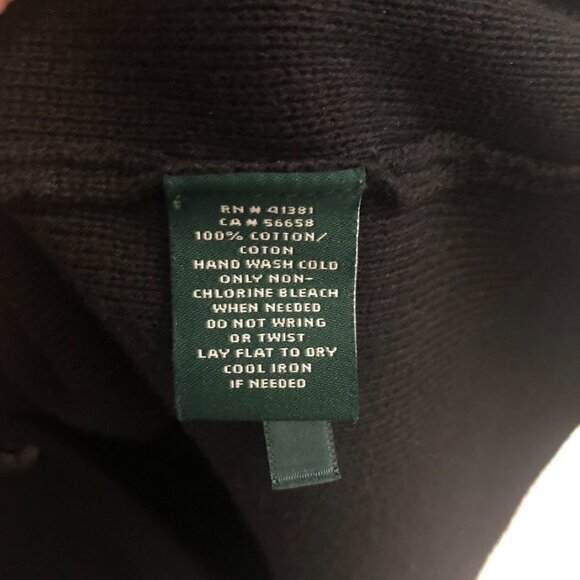 RN # 41381
CA # 56658
100% COTTON/
COTON
HAND WASH COLD
ONLY NON-
CHLORINE BLEACH
WHEN NEEDED
DO NOT WRING
OR TWIST
LAY FLAT TO DRY
COOL IRON
IF NEEDED